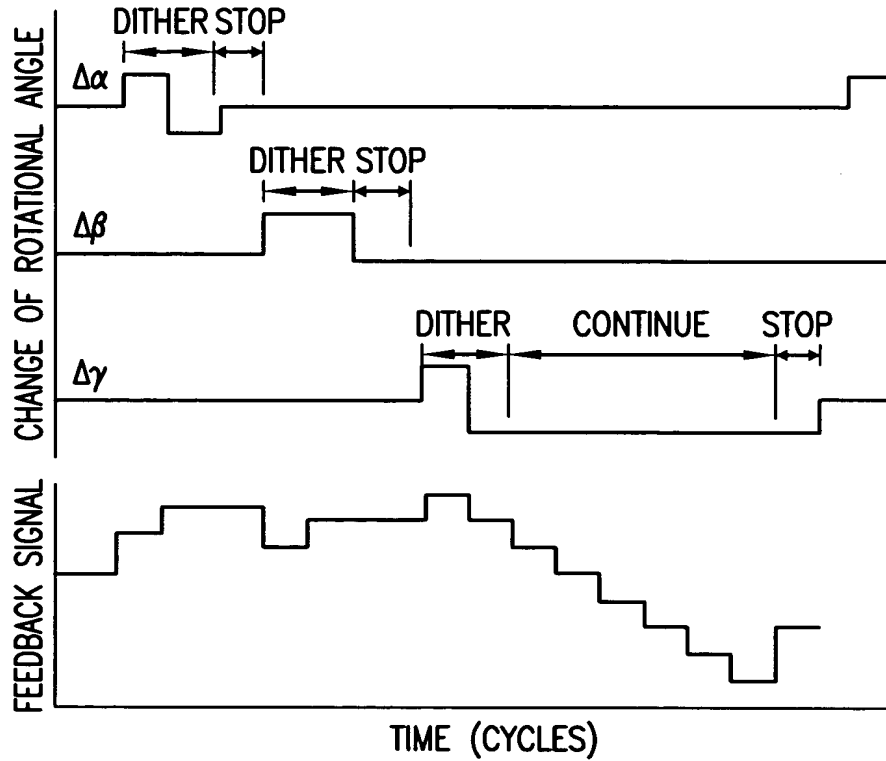 DITHER STOP
Δα
DITHER STOP
Δβ
DITHER CONTINUE STOP
Δγ
CHANGE OF ROTATIONAL ANGLE
FEEDBACK SIGNAL
TIME (CYCLES)